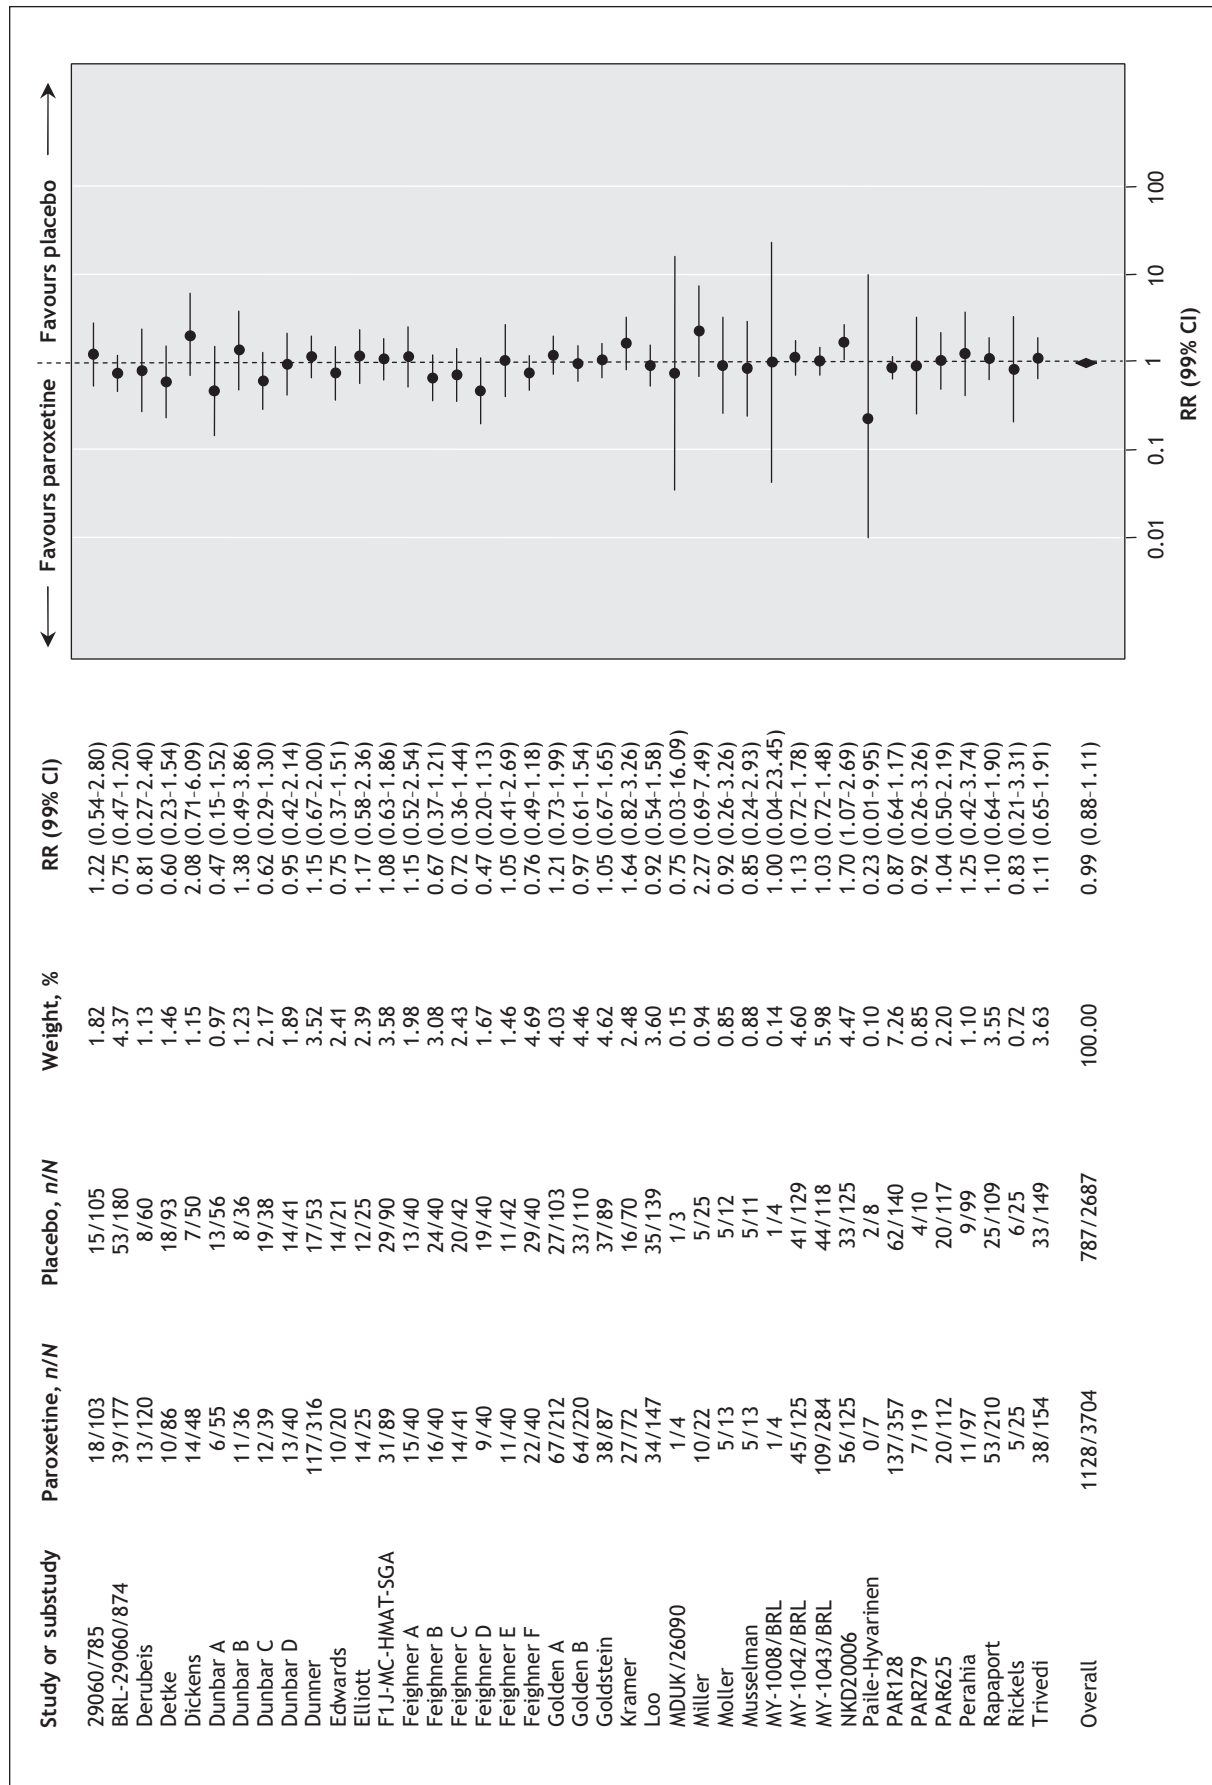 Study or substudy Paroxetine, n/N Placebo, n/N Weight, % RR (99% CI) Favours paroxetine Favours placebo
29060/785 18/103 15/105 1.82 1.22 (0.54-2.80)
BRL-29060/874 39/177 53/180 4.37 0.75 (0.47-1.20)
Derubeis 13/120 8/60 1.13 0.81 (0.27-2.40)
Detke 10/86 18/93 1.46 0.60 (0.23-1.54)
Dickens 14/48 7/50 1.15 2.08 (0.71-6.09)
Dunbar A 6/55 13/56 0.97 0.47 (0.15-1.52)
Dunbar B 11/36 8/36 1.23 1.38 (0.49-3.86)
Dunbar C 12/39 19/38 2.17 0.62 (0.29-1.30)
Dunbar D 13/40 14/41 1.89 0.95 (0.42-2.14)
Dunner 117/316 17/53 3.52 1.15 (0.67-2.00)
Edwards 10/20 14/21 2.41 0.75 (0.37-1.51)
Elliott 14/25 12/25 2.39 1.17 (0.58-2.36)
F1J-MC-HMAT-SGA 31/89 29/90 3.58 1.08 (0.63-1.86)
Feighner A 15/40 13/40 1.98 1.15 (0.52-2.54)
Feighner B 16/40 24/40 3.08 0.67 (0.37-1.21)
Feighner C 14/41 20/42 2.43 0.72 (0.36-1.44)
Feighner D 9/40 19/40 1.67 0.47 (0.20-1.13)
Feighner E 11/40 11/42 1.46 1.05 (0.41-2.69)
Feighner F 22/40 29/40 4.69 0.76 (0.49-1.18)
Golden A 67/212 27/103 4.03 1.21 (0.73-1.99)
Golden B 64/220 33/110 4.46 0.97 (0.61-1.54)
Goldstein 38/87 37/89 4.62 1.05 (0.67-1.65)
Kramer 27/72 16/70 2.48 1.64 (0.82-3.26)
Loo 34/147 35/139 3.60 0.92 (0.54-1.58)
MDUK/26090 1/4 1/3 0.15 0.75 (0.03-16.09)
Miller 10/22 5/25 0.94 2.27 (0.69-7.49)
Moller 5/13 5/12 0.85 0.92 (0.26-3.26)
Musselman 5/13 5/11 0.88 0.85 (0.24-2.93)
MY-1008/BRL 1/4 1/4 0.14 1.00 (0.04-23.45)
MY-1042/BRL 45/125 41/129 4.60 1.13 (0.72-1.78)
MY-1043/BRL 109/284 44/118 5.98 1.03 (0.72-1.48)
NKD20006 56/125 33/125 4.47 1.70 (1.07-2.69)
Paile-Hyvarinen 0/7 2/8 0.10 0.23 (0.01-9.95)
PAR128 137/357 62/140 7.26 0.87 (0.64-1.17)
PAR279 7/19 4/10 0.85 0.92 (0.26-3.26)
PAR625 20/112 20/117 2.20 1.04 (0.50-2.19)
Perahia 11/97 9/99 1.10 1.25 (0.42-3.74)
Rapaport 53/210 25/109 3.55 1.10 (0.64-1.90)
Rickels 5/25 6/25 0.72 0.83 (0.21-3.31)
Trivedi 38/154 33/149 3.63 1.11 (0.65-1.91)
Overall 1128/3704 787/2687 100.00 0.99 (0.88-1.11)
0.01 0.1 1 10 100
RR (99% CI)